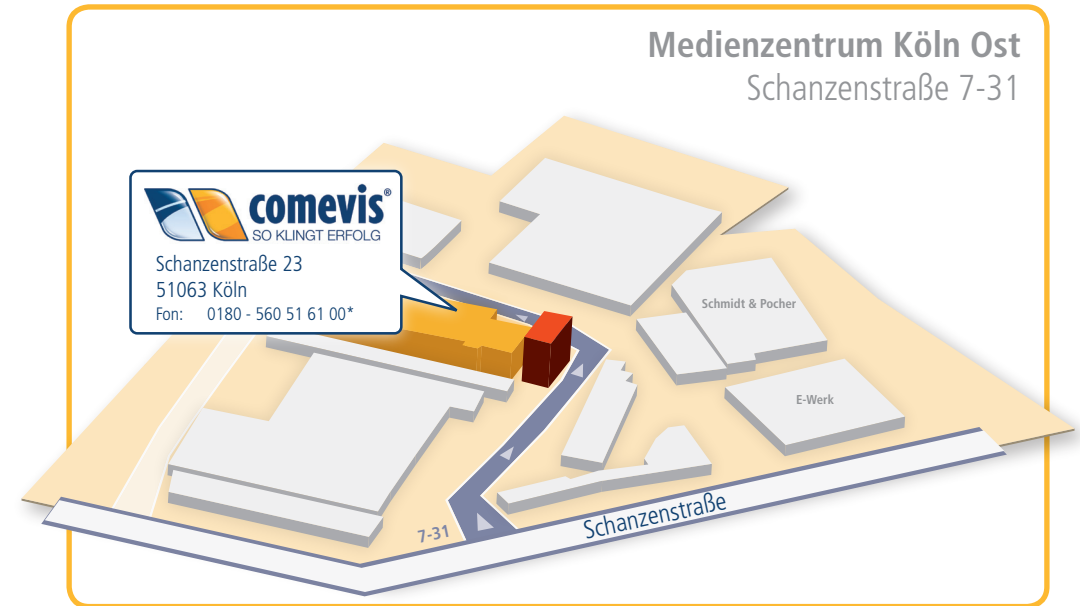 Medienzentrum Köln Ost
Schanzenstraße 7-31
comevis®
SO KLINGT ERFOLG
Schanzenstraße 23
51063 Köln
Fon: 0180 - 560 51 61 00*
Schmidt & Pocher
E-Werk
Schanzenstraße
7-31